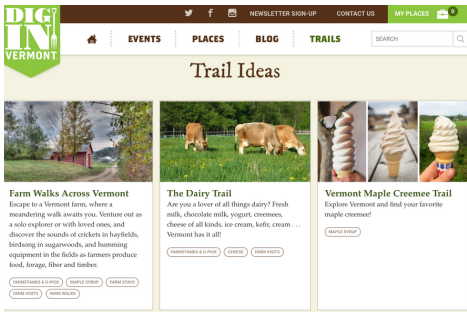 DIG
IN
VERMONT
NEWSLETTER SIGN-UP
CONTACT US
MY PLACES
0
EVENTS
PLACES
BLOG
TRAILS
SEARCH
Trail Ideas
Farm Walks Across Vermont
Escape to a Vermont farm, where a
meandering walk awaits you. Venture out as
a solo explorer or with loved ones, and
discover the sounds of crickets in hayfields,
birdsong in sugarwoods, and humming
equipment in the fields as farmers produce
food, forage, fiber and timber.
FARMSTANDS & U-PICK
MAPLE SYRUP
FARM STAYS
FARM VISITS
FARM WALKS
The Dairy Trail
Are you a lover of all things dairy? Fresh
milk, chocolate milk, yogurt, creemees,
cheese of all kinds, ice cream, kefir, cream . . .
Vermont has it all!
FARMSTANDS & U-PICK
CHEESE
FARM VISITS
Vermont Maple Creemee Trail
Explore Vermont and find your favorite
maple creemee!
MAPLE SYRUP